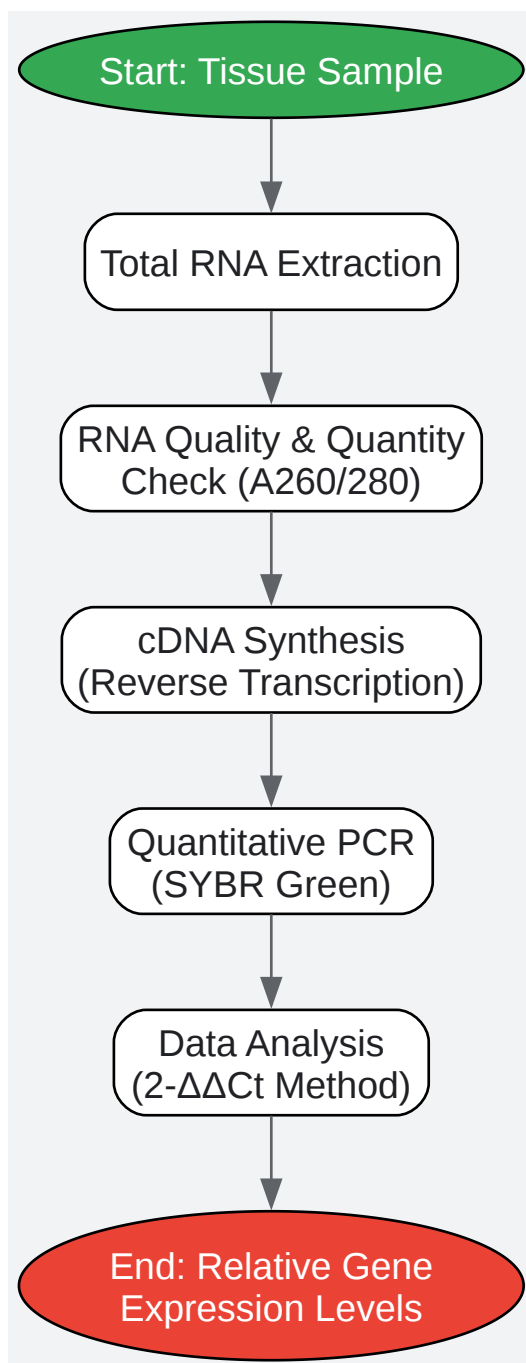 Start: Tissue Sample
Total RNA Extraction
RNA Quality & Quantity
Check (A260/280)
cDNA Synthesis
(Reverse Transcription)
Quantitative PCR
(SYBR Green)
Data Analysis
(2-ΔΔCt Method)
End: Relative Gene
Expression Levels